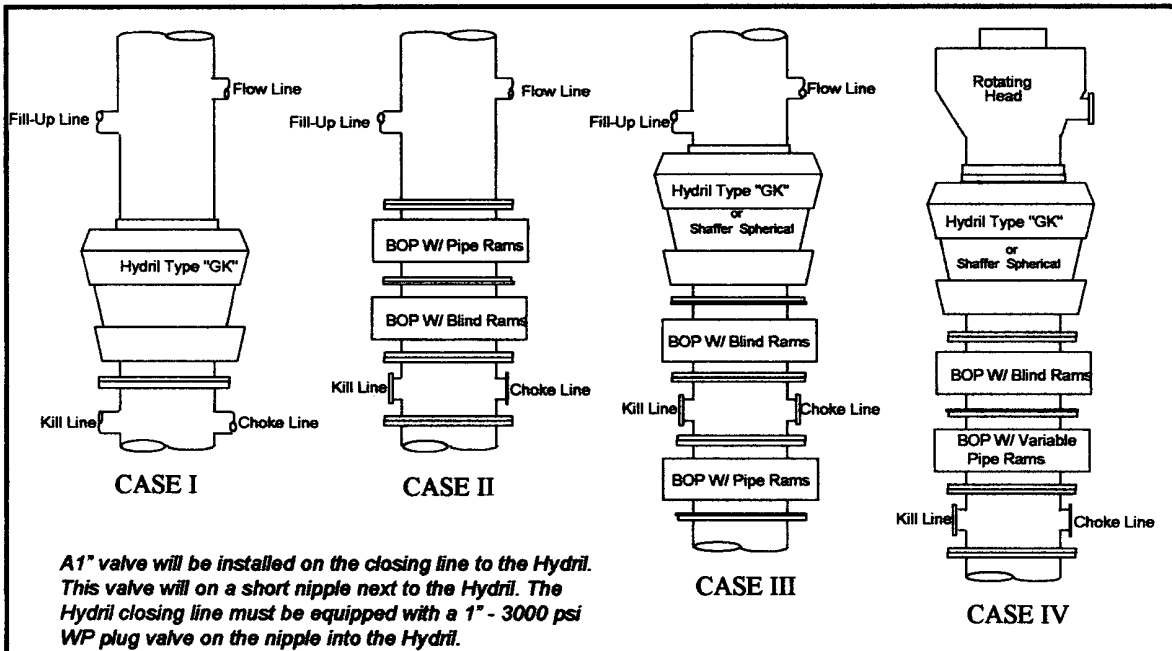 Flow Line
Fill-Up Line
Hydril Type "GK"
Kill Line
Choke Line
CASE I
Flow Line
Fill-Up Line
BOP W/ Pipe Rams
BOP W/ Blind Rams
Kill Line
Choke Line
CASE II
Flow Line
Fill-Up Line
Hydril Type "GK"
or
Shaffer Spherical
BOP W/ Blind Rams
Kill Line
Choke Line
BOP W/ Pipe Rams
CASE III
Rotating
Head
Hydril Type "GK"
or
Shaffer Spherical
BOP W/ Blind Rams
BOP W/ Variable
Pipe Rams
Kill Line
Choke Line
CASE IV
A1" valve will be installed on the closing line to the Hydril.
This valve will on a short nipple next to the Hydril. The
Hydril closing line must be equipped with a 1" - 3000 psi
WP plug valve on the nipple into the Hydril.